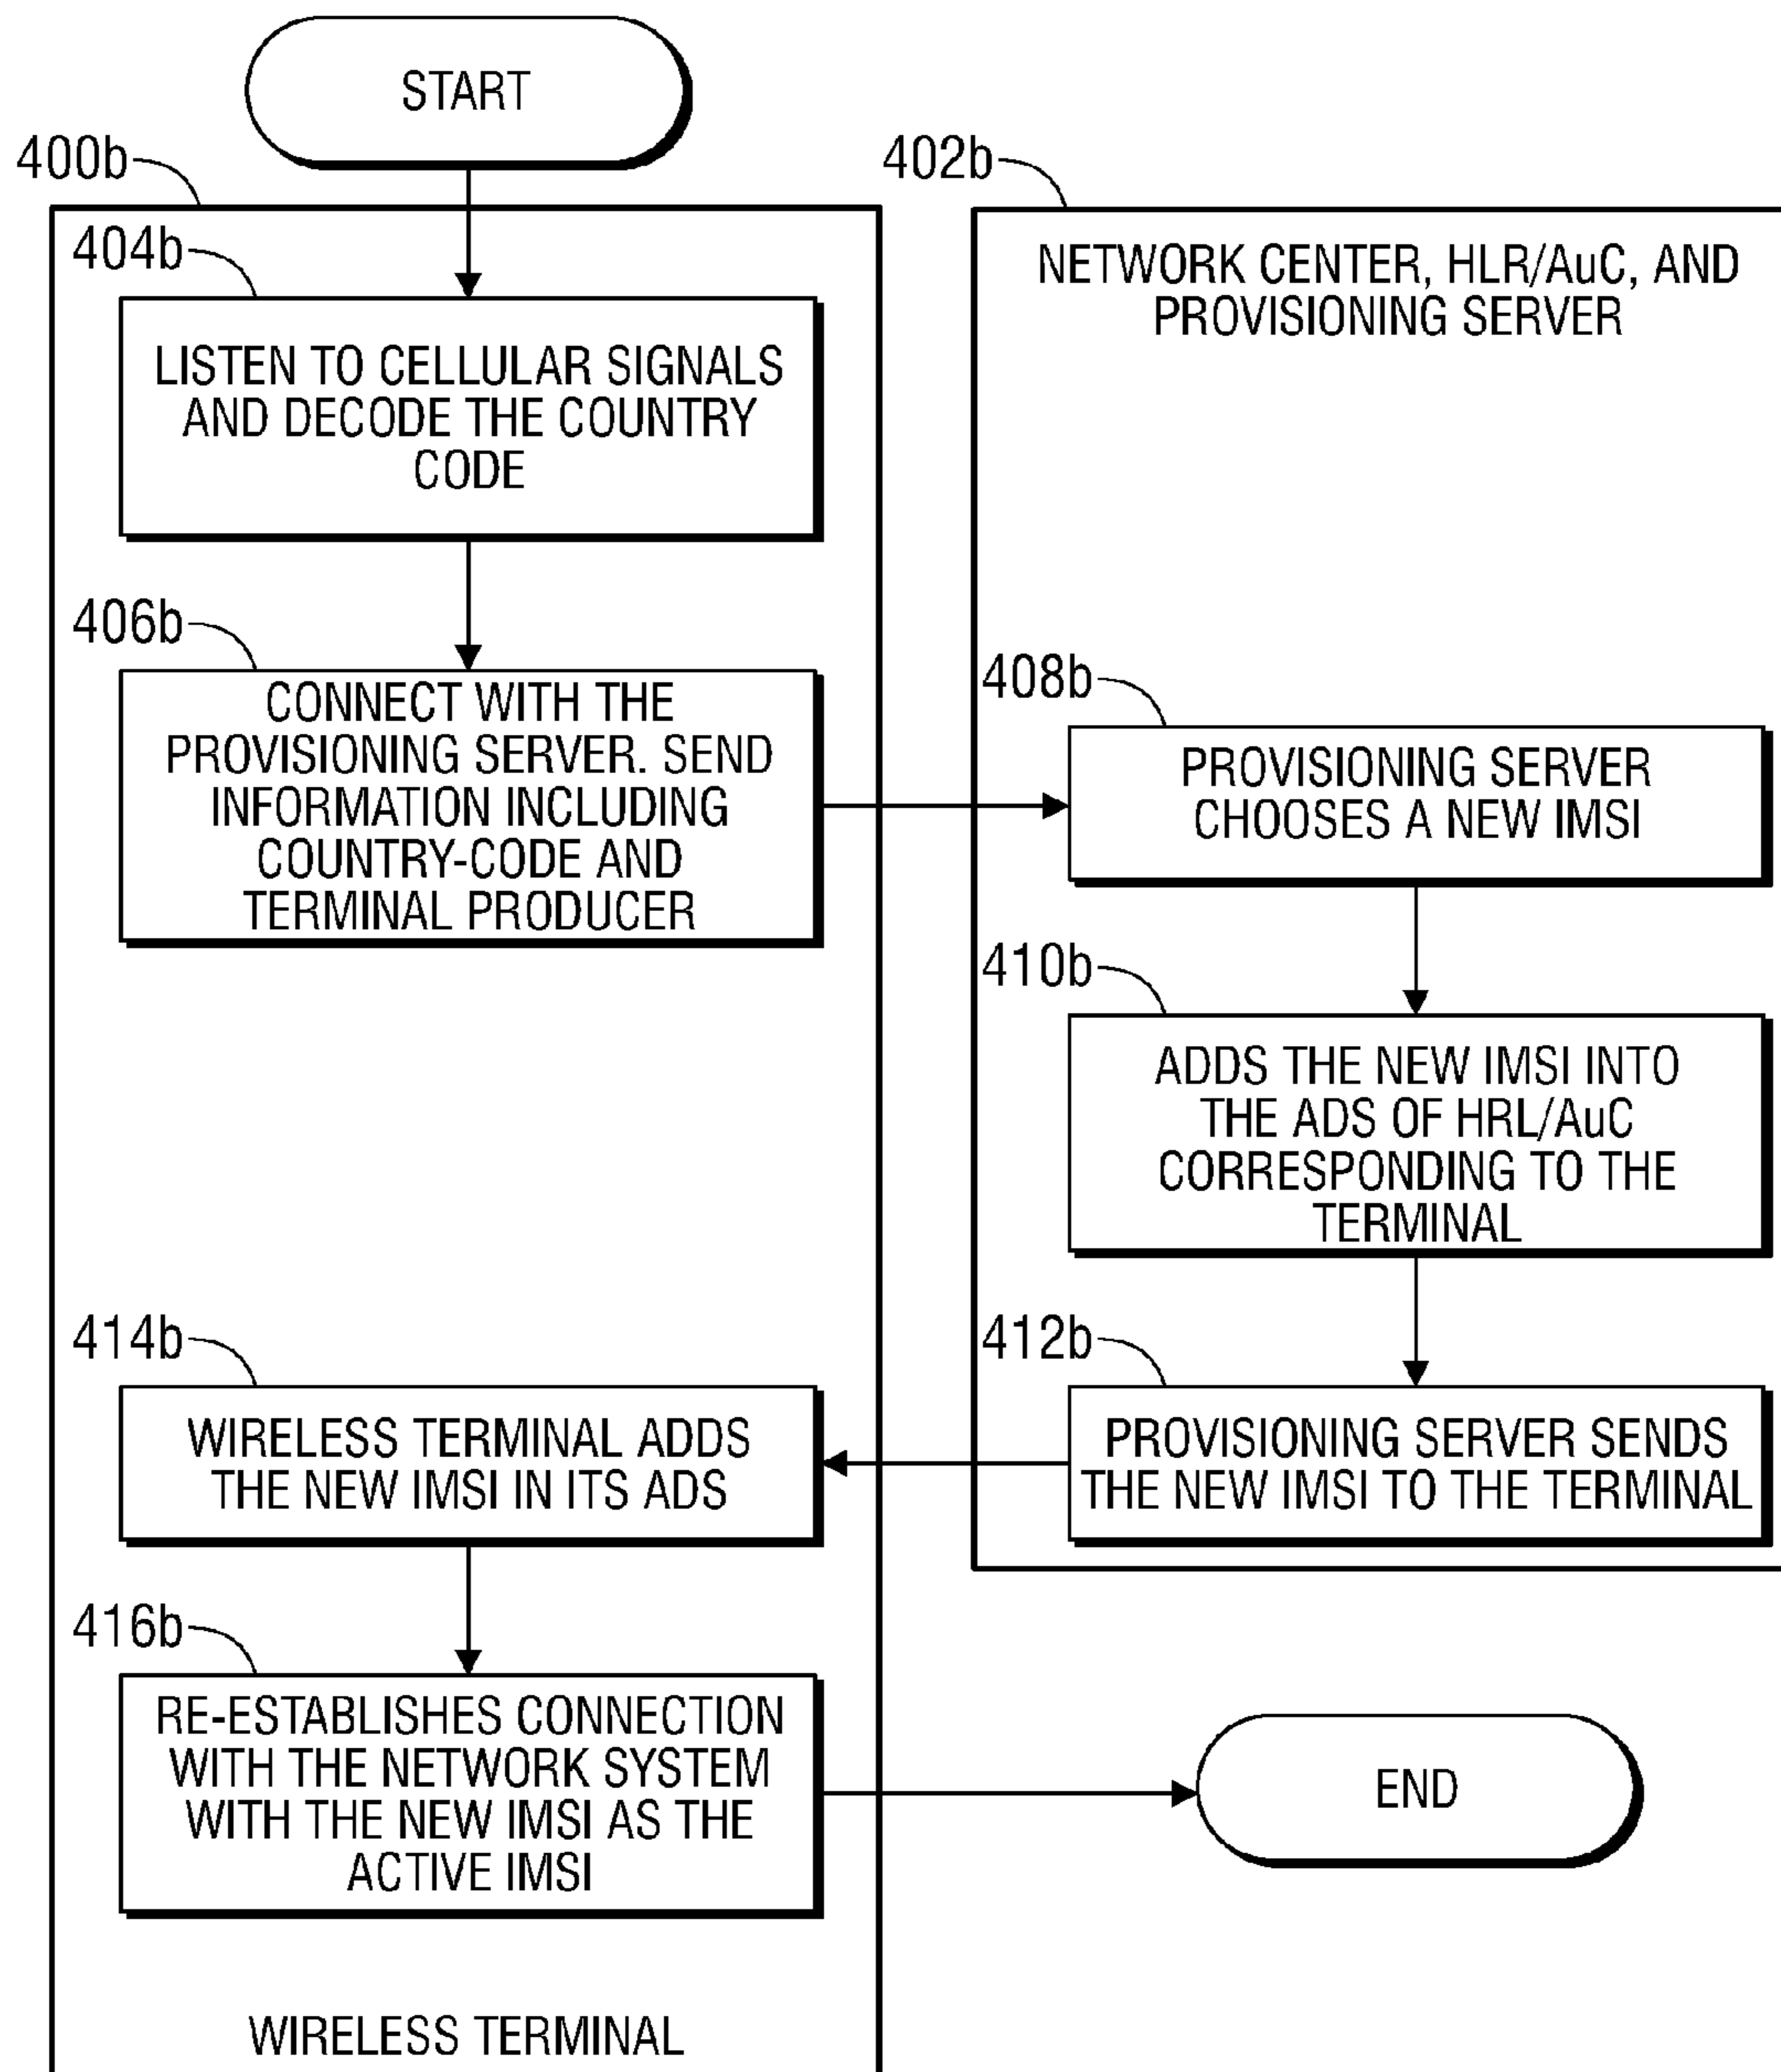 START
400b
402b
404b
NETWORK CENTER, HLR/AuC, AND
PROVISIONING SERVER
LISTEN TO CELLULAR SIGNALS
AND DECODE THE COUNTRY
CODE
406b
CONNECT WITH THE
PROVISIONING SERVER. SEND
INFORMATION INCLUDING
COUNTRY-CODE AND
TERMINAL PRODUCER
408b
PROVISIONING SERVER
CHOOSES A NEW IMSI
410b
ADDS THE NEW IMSI INTO
THE ADS OF HRL/AuC
CORRESPONDING TO THE
TERMINAL
412b
PROVISIONING SERVER SENDS
THE NEW IMSI TO THE TERMINAL
414b
WIRELESS TERMINAL ADDS
THE NEW IMSI IN ITS ADS
416b
RE-ESTABLISHES CONNECTION
WITH THE NETWORK SYSTEM
WITH THE NEW IMSI AS THE
ACTIVE IMSI
END
WIRELESS TERMINAL